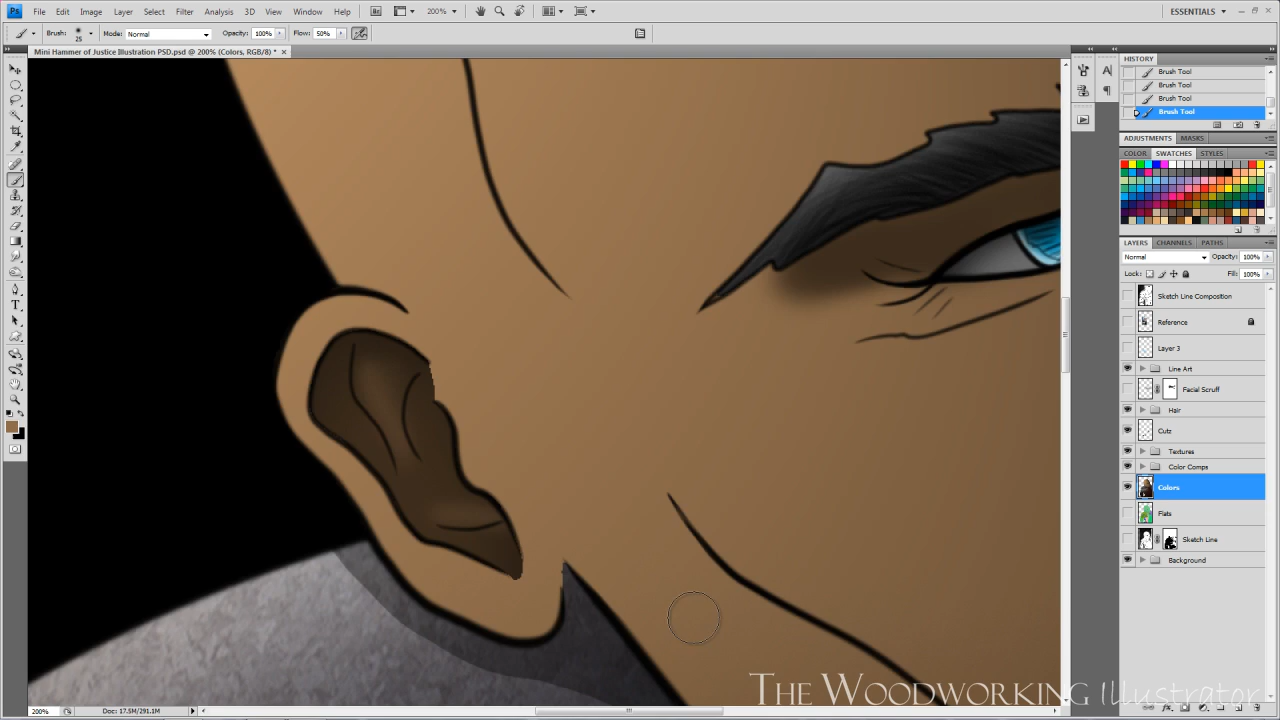 Ps File Edit Image Layer Select Filter Analysis 3D View Window Help 200% ESSENTIALS
Brush: 25 Mode: Normal Opacity: 100% Flow: 50%
Mini Hammer of Justice Illustration PSD.psd @ 200% (Colors, RGB/8) *
HISTORY
Brush Tool
Brush Tool
Brush Tool
Brush Tool
ADJUSTMENTS MASKS
COLOR SWATCHES STYLES
LAYERS CHANNELS PATHS
Normal Opacity: 100%
Lock: Fill: 100%
Sketch Line Composition
Reference
Layer 3
Line Art
Facial Scruff
Hair
Cutz
Textures
Color Comps
Colors
Flats
Sketch Line
Background
THE WOODWORKING Illustrator
200% Doc: 17.5M/291.1M